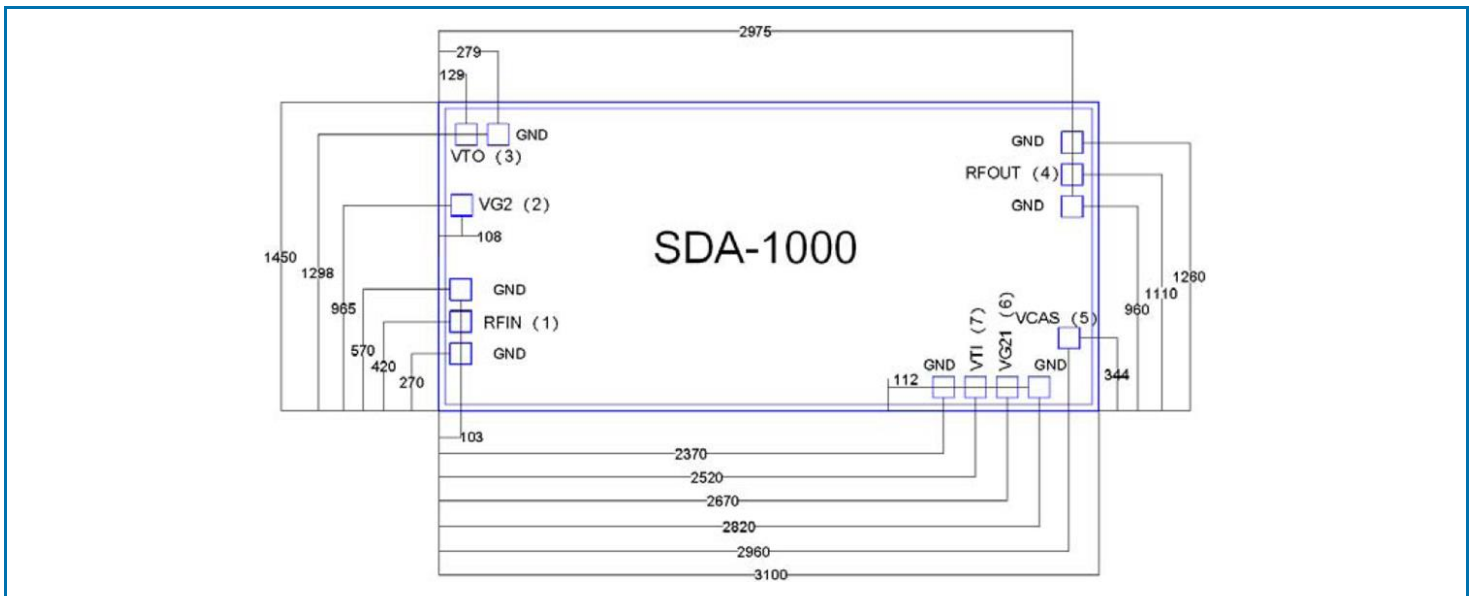 2975
279
129
GND
VTO (3)
GND
RFOUT (4)
GND
VG2 (2)
108
SDA-1000
1450
1298
965
570
420
270
GND
RFIN (1)
GND
1260
1110
960
344
VCAS (5)
VG21 (6)
VTI (7)
GND
GND
112
103
2370
2520
2670
2820
2960
3100